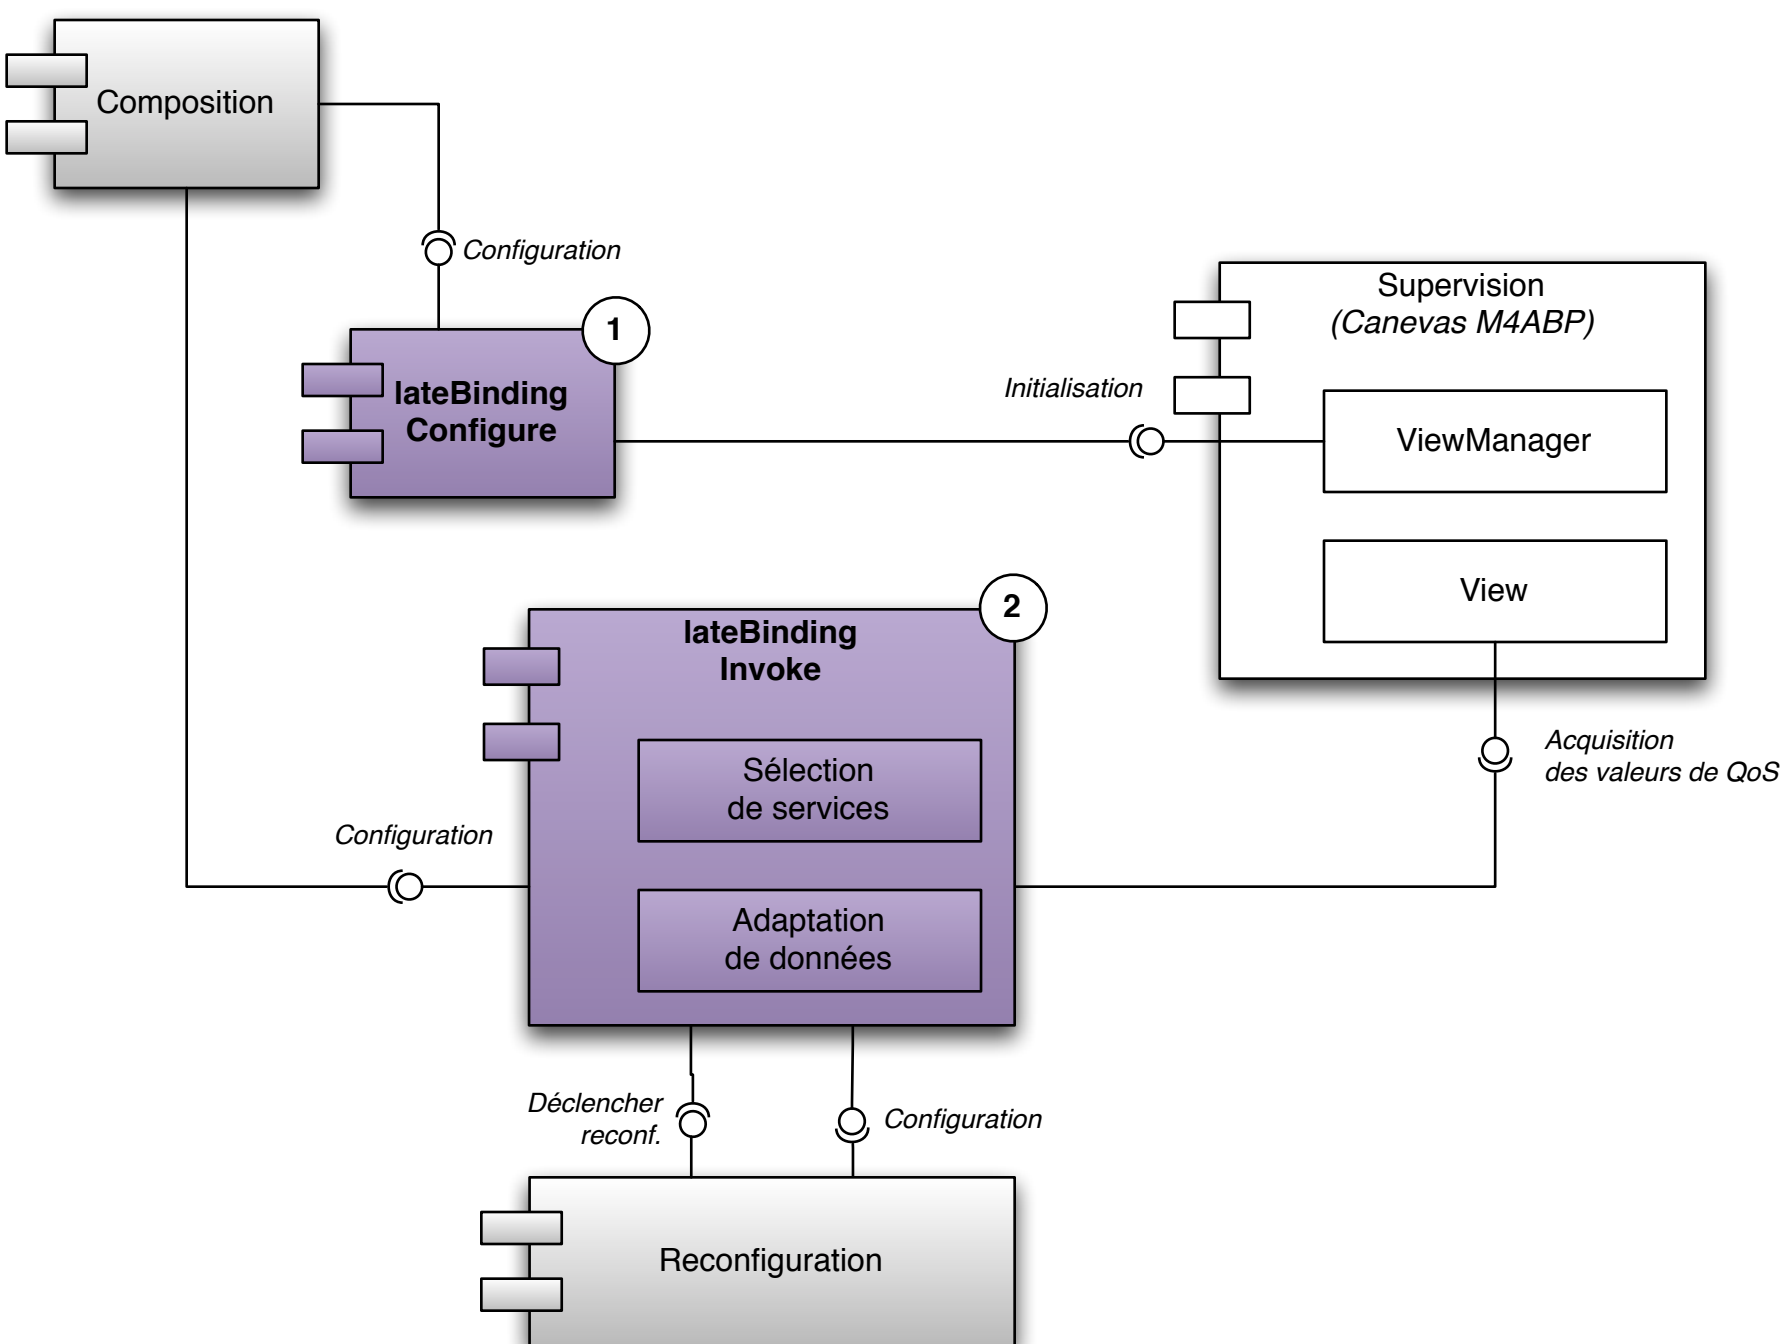 Composition
Configuration
1
lateBinding
Configure
Supervision
(Canevas M4ABP)
Initialisation
ViewManager
View
2
lateBinding
Invoke
Sélection
de services
Acquisition
des valeurs de QoS
Configuration
Adaptation
de données
Déclencher
reconf.
Configuration
Reconfiguration